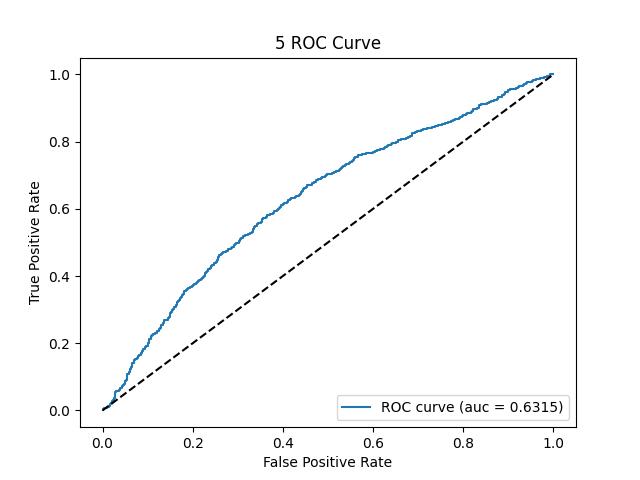 5 ROC Curve
True Positive Rate
1.0
0.8
0.6
0.4
0.2
0.0
ROC curve (auc = 0.6315)
0.0 0.2 0.4 0.6 0.8 1.0
False Positive Rate